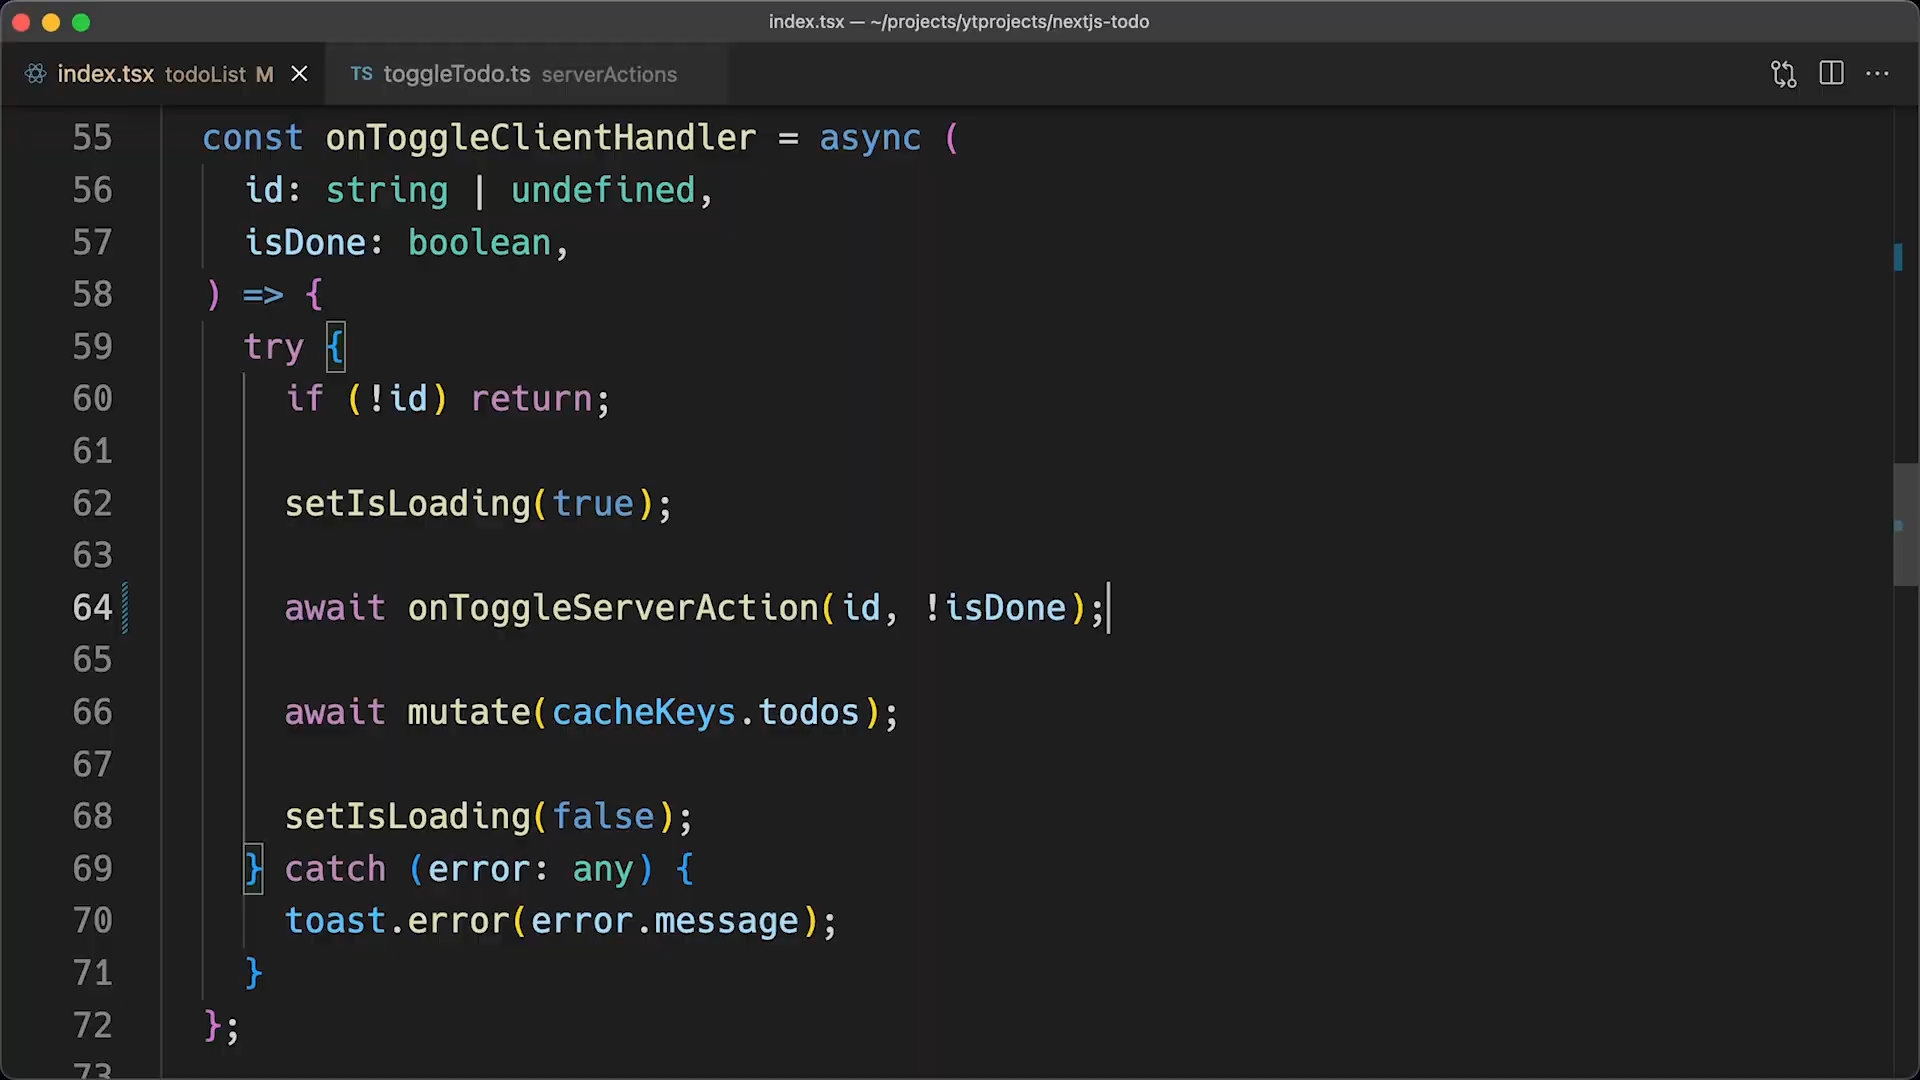 index.tsx — ~/projects/ytprojects/nextjs-todo
index.tsx todoList M TS toggleTodo.ts serverActions
55 const onToggleClientHandler = async (
56 id: string | undefined,
57 isDone: boolean,
58 ) => {
59 try {
60 if (!id) return;
61
62 setIsLoading(true);
63
64 await onToggleServerAction(id, !isDone);
65
66 await mutate(cacheKeys.todos);
67
68 setIsLoading(false);
69 } catch (error: any) {
70 toast.error(error.message);
71 }
72 };
73